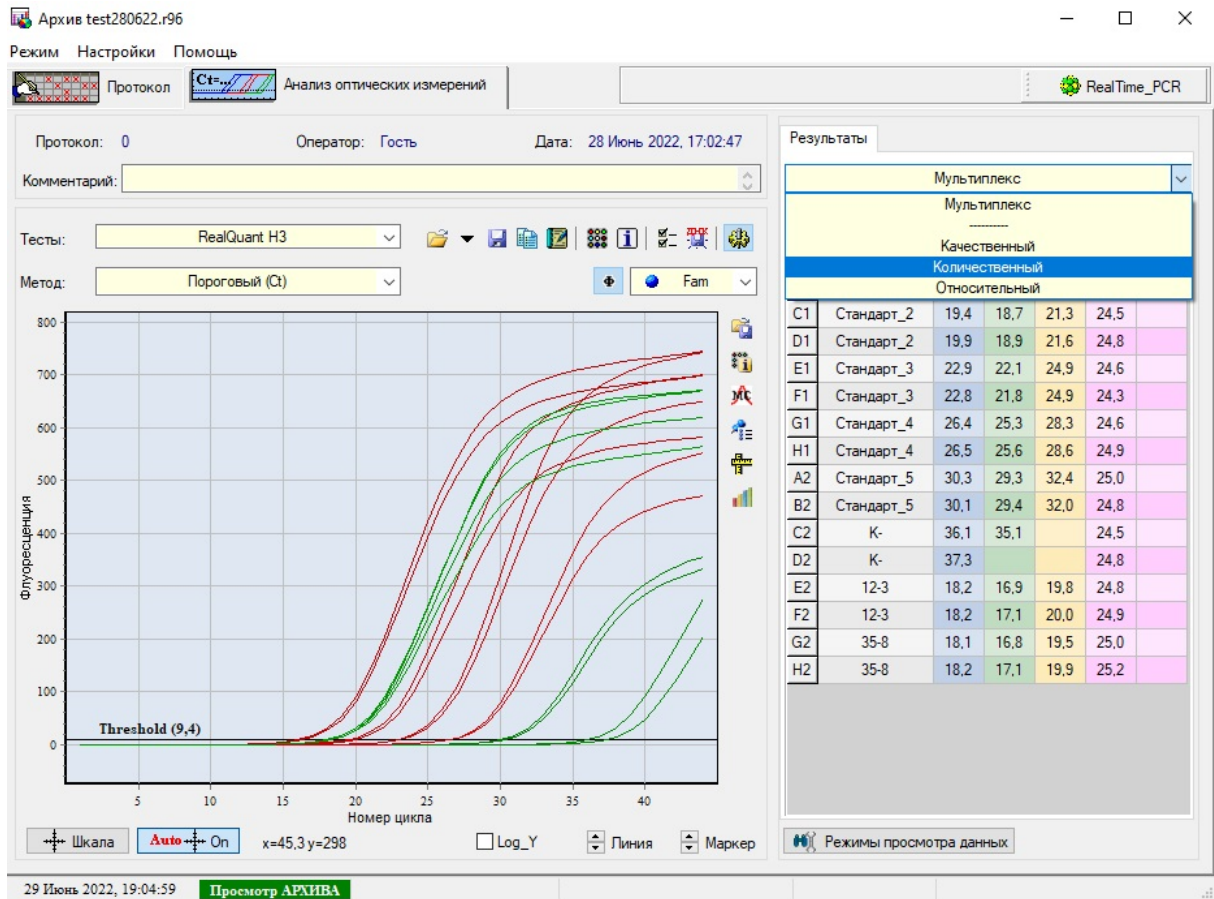 Архив test280622.r96
Режим Настройки Помощь
Протокол
Ct=...
Анализ оптических измерений
RealTime_PCR
Протокол: 0 Оператор: Гость Дата: 28 Июнь 2022, 17:02:47
Комментарий:
Тесты: RealQuant H3
Метод: Пороговый (Ct)
Ф Fam
Флуоресценция
800
700
600
500
400
300
200
100
0
Threshold (9,4)
5 10 15 20 25 30 35 40
Номер цикла
Шкала Auto On x=45,3 y=298 Log_Y Линия Маркер
Результаты
Мультиплекс
Мультиплекс
----------
Качественный
Количественный
Относительный
C1 Стандарт_2 19,4 18,7 21,3 24,5
D1 Стандарт_2 19,9 18,9 21,6 24,8
E1 Стандарт_3 22,9 22,1 24,9 24,6
F1 Стандарт_3 22,8 21,8 24,9 24,3
G1 Стандарт_4 26,4 25,3 28,3 24,6
H1 Стандарт_4 26,5 25,6 28,6 24,9
A2 Стандарт_5 30,3 29,3 32,4 25,0
B2 Стандарт_5 30,1 29,4 32,0 24,8
C2 K- 36,1 35,1 24,5
D2 K- 37,3 24,8
E2 12-3 18,2 16,9 19,8 24,8
F2 12-3 18,2 17,1 20,0 24,9
G2 35-8 18,1 16,8 19,5 25,0
H2 35-8 18,2 17,1 19,9 25,2
Режимы просмотра данных
29 Июнь 2022, 19:04:59 Просмотр АРХИВА